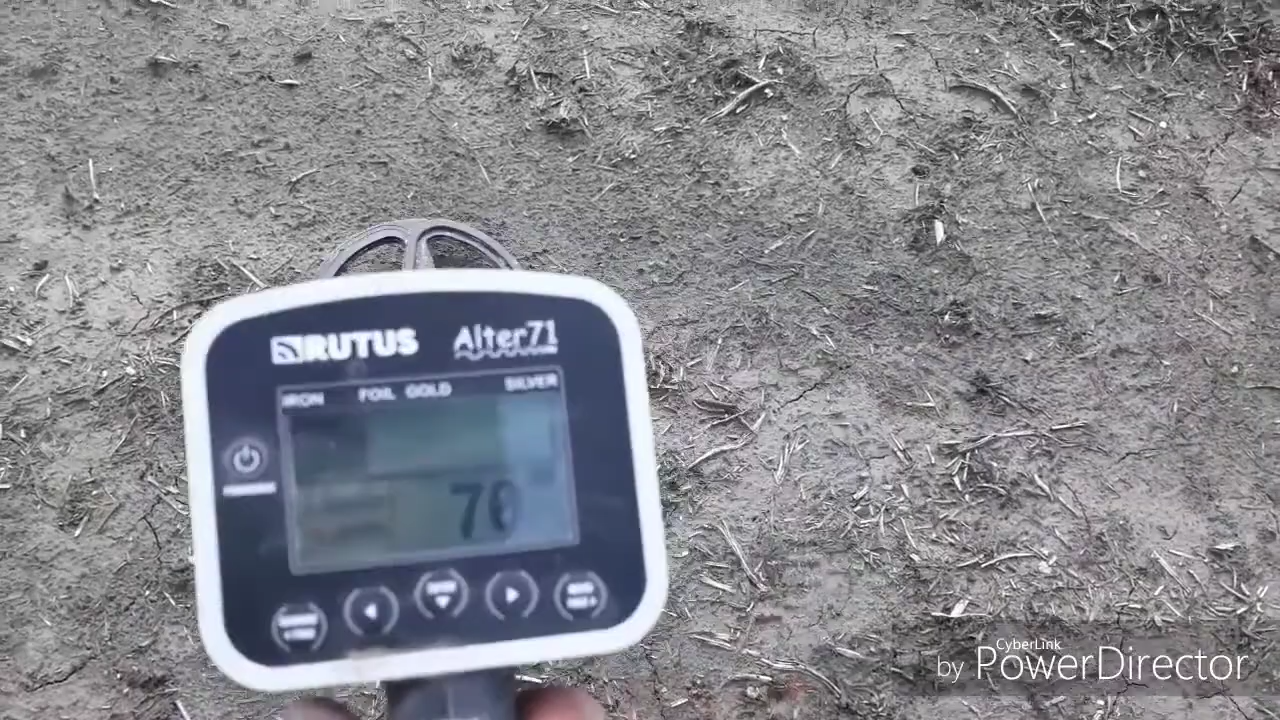 RUTUS Alter71
IRON FOIL GOLD SILVER
70
CyberLink
by PowerDirector